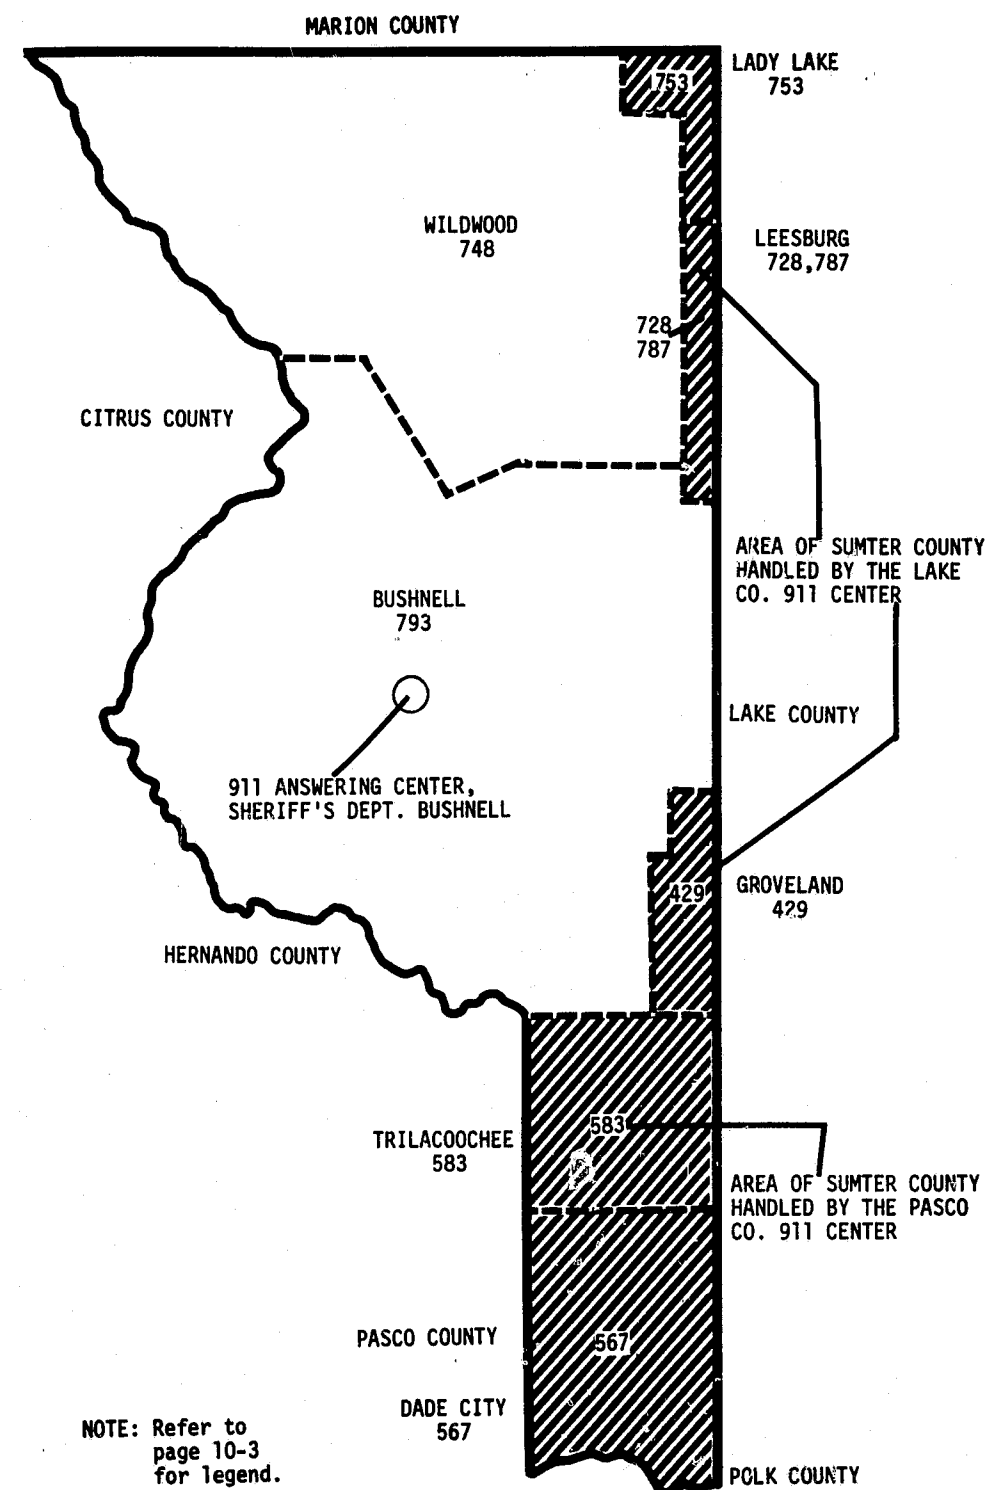 MARION COUNTY
LADY LAKE
753
753
WILDWOOD
748
LEESBURG
728,787
728
787
CITRUS COUNTY
AREA OF SUMTER COUNTY
HANDLED BY THE LAKE
CO. 911 CENTER
BUSHNELL
793
LAKE COUNTY
911 ANSWERING CENTER,
SHERIFF'S DEPT. BUSHNELL
429
GROVELAND
429
HERNANDO COUNTY
583
TRILACOOCHEE
583
AREA OF SUMTER COUNTY
HANDLED BY THE PASCO
CO. 911 CENTER
PASCO COUNTY
567
DADE CITY
567
NOTE: Refer to
page 10-3
for legend.
POLK COUNTY